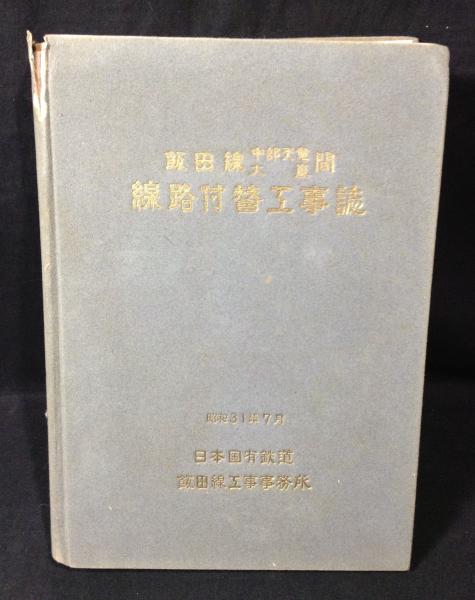 飯田線中部天竜大嵐間
線路付替工事誌
昭和31年7月
日本国有鉄道
飯田線工事事務所